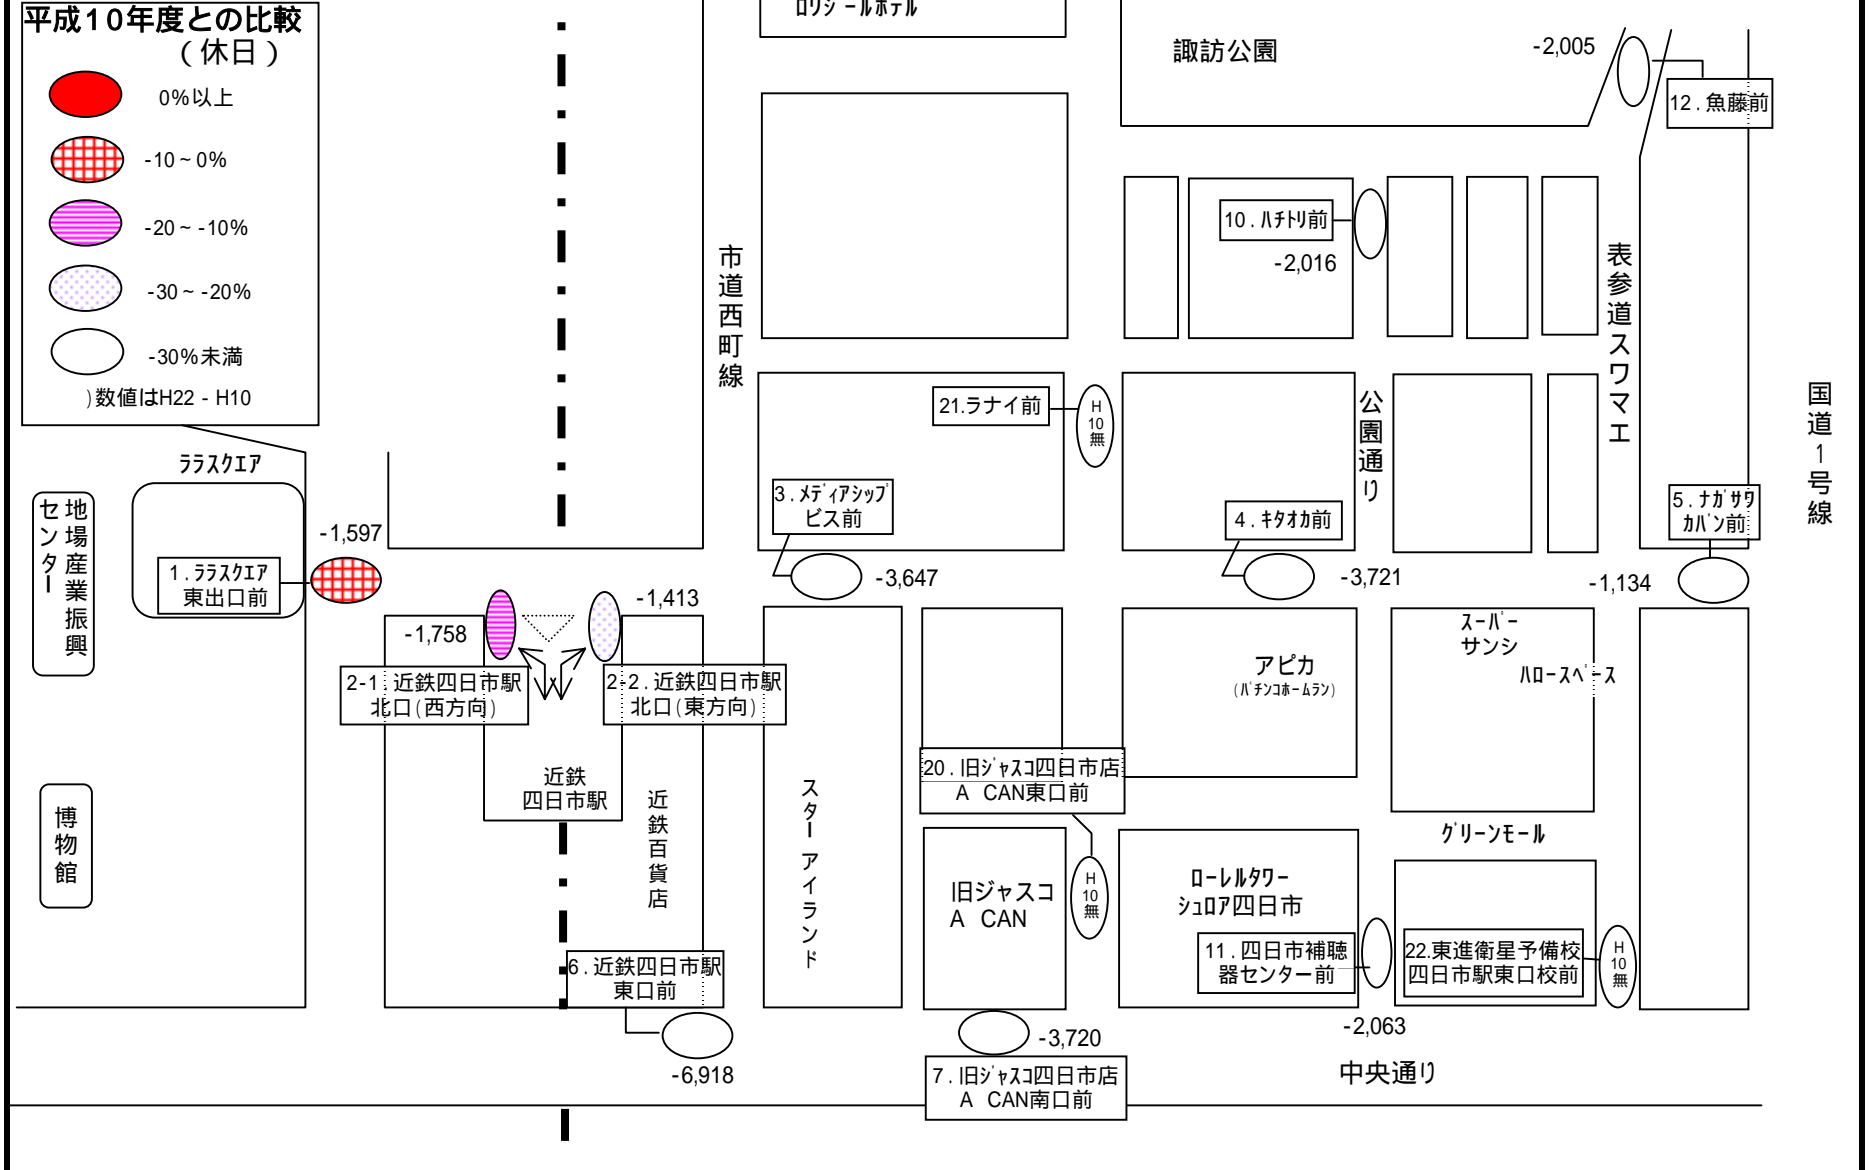 平成10年度との比較
（休日）
0%以上
-10～0%
-20～-10%
-30～-20%
-30%未満
)数値はH22 - H10
ﾛﾘｼﾞｰﾙﾎﾃﾙ
諏訪公園
-2,005
12．魚藤前
10．ﾊﾁﾄﾘ前
-2,016
市道西町線
表参道スワマエ
国道1号線
21.ラナイ前
H10無
公園通り
3．ﾒﾃﾞｨｱｼｯﾌﾟ
ビス前
-3,647
4．ｷﾀｵｶ前
-3,721
5．ﾅｶﾞｻﾜ
ｶﾊﾞﾝ前
-1,134
ﾗﾗｽｸｴｱ
地場産業振興
センター
-1,597
1．ﾗﾗｽｸｴｱ
東出口前
-1,758
-1,413
2-1．近鉄四日市駅
北口(西方向)
2-2．近鉄四日市駅
北口(東方向)
近鉄
四日市駅
近鉄百貨店
博物館
スターアイランド
アピカ
(ﾊﾟﾁﾝｺﾎｰﾑﾗﾝ)
ｽｰﾊﾟｰ
サンシ
ﾊﾛｰｽﾍﾟｰｽ
20．旧ｼﾞｬｽｺ四日市店
A CAN東口前
グリーンモール
旧ジャスコ
A CAN
H10無
ﾛｰﾚﾙﾀﾜｰ
ｼｭﾛｱ四日市
11．四日市補聴
器センター前
22.東進衛星予備校
四日市駅東口校前
H10無
6．近鉄四日市駅
東口前
-6,918
-3,720
7．旧ｼﾞｬｽｺ四日市店
A CAN南口前
-2,063
中央通り